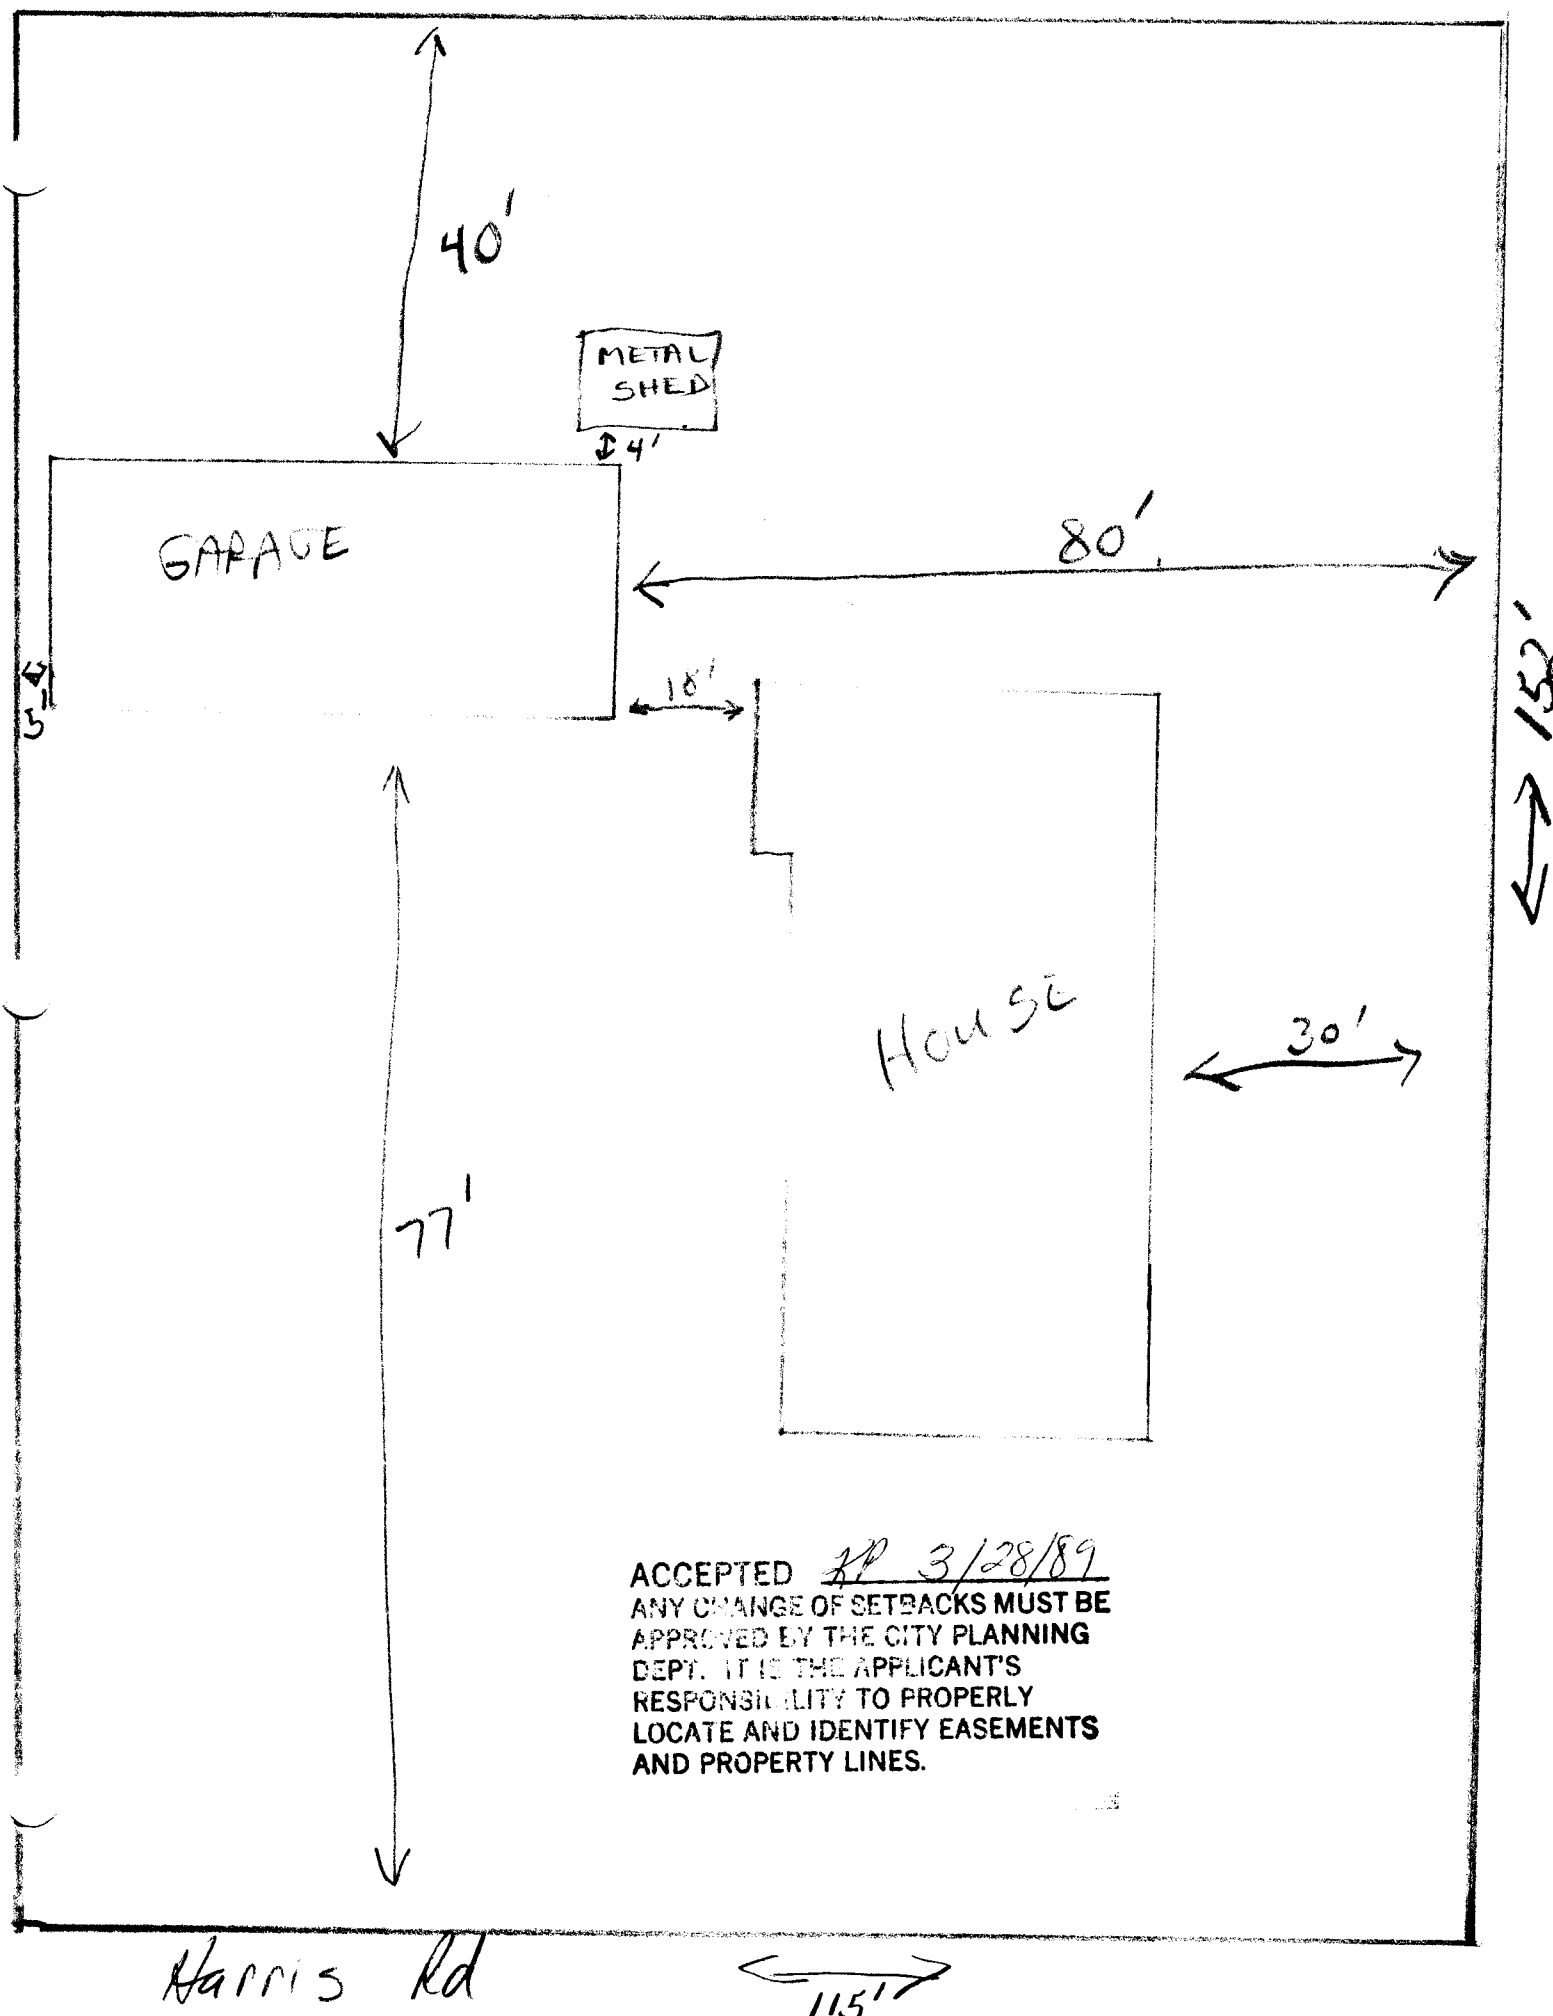 40'
METAL
SHED
4'
GARAGE
80'
18'
5'
152'
House
30'
77'
ACCEPTED KP 3/28/89
ANY CHANGE OF SETBACKS MUST BE
APPROVED BY THE CITY PLANNING
DEPT. IT IS THE APPLICANT'S
RESPONSIBILITY TO PROPERLY
LOCATE AND IDENTIFY EASEMENTS
AND PROPERTY LINES.
Harris Rd
115'